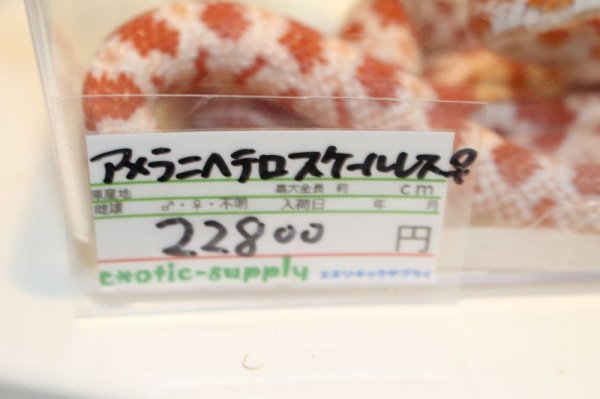 アメラニヘテロスケールレス♀
原産地 最大全長 約 cm
雌雄 ♂・♀・不明 入荷日 年 月
22800 円
exotic-supply エキゾチックサプライ